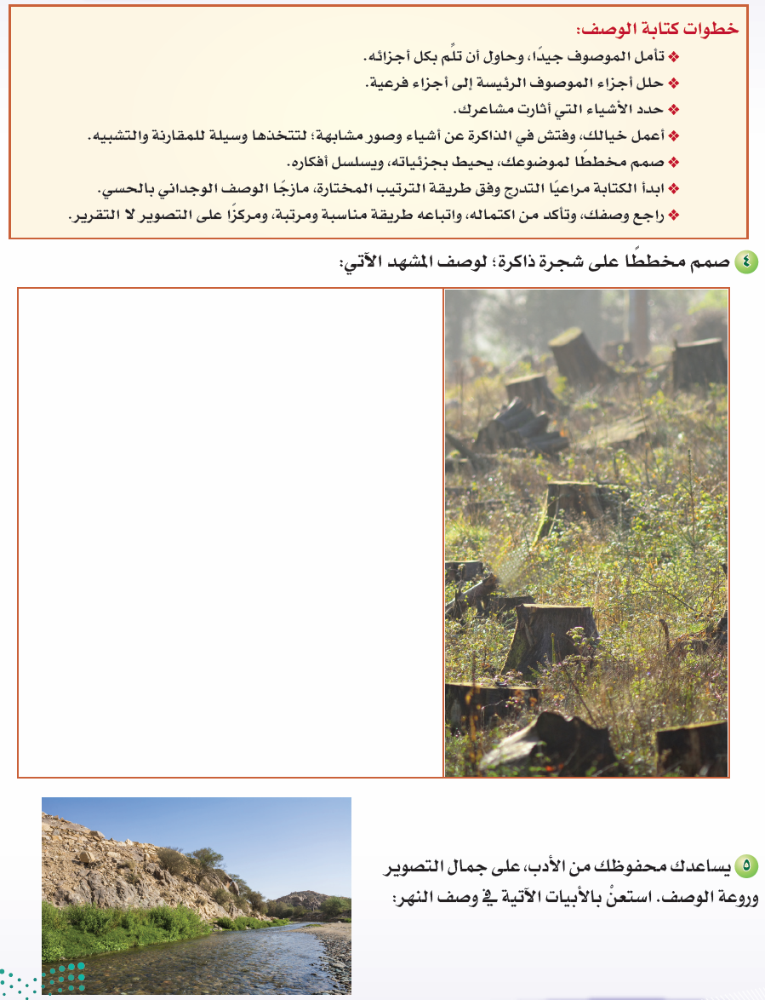 خطوات كتابة الوصف:
❖ تأمل الموصوف جيدًا، وحاول أن تلّم بكل أجزائه.
❖ حلل أجزاء الموصوف الرئيسة إلى أجزاء فرعية.
❖ حدد الأشياء التي أثارت مشاعرك.
❖ أعمل خيالك، وفتش في الذاكرة عن أشياء وصور مشابهة؛ لتتخذها وسيلة للمقارنة والتشبيه.
❖ صمم مخططًا لموضوعك، يحيط بجزئياته، ويسلسل أفكاره.
❖ ابدأ الكتابة مراعيًا التدرج وفق طريقة الترتيب المختارة، مازجًا الوصف الوجداني بالحسي.
❖ راجع وصفك، وتأكد من اكتماله، واتباعه طريقة مناسبة ومرتبة، ومركزًا على التصوير لا التقرير.
٤ صمم مخططًا على شجرة ذاكرة؛ لوصف المشهد الآتي:
٥ يساعدك محفوظك من الأدب، على جمال التصوير
وروعة الوصف. استعنْ بالأبيات الآتية في وصف النهر: